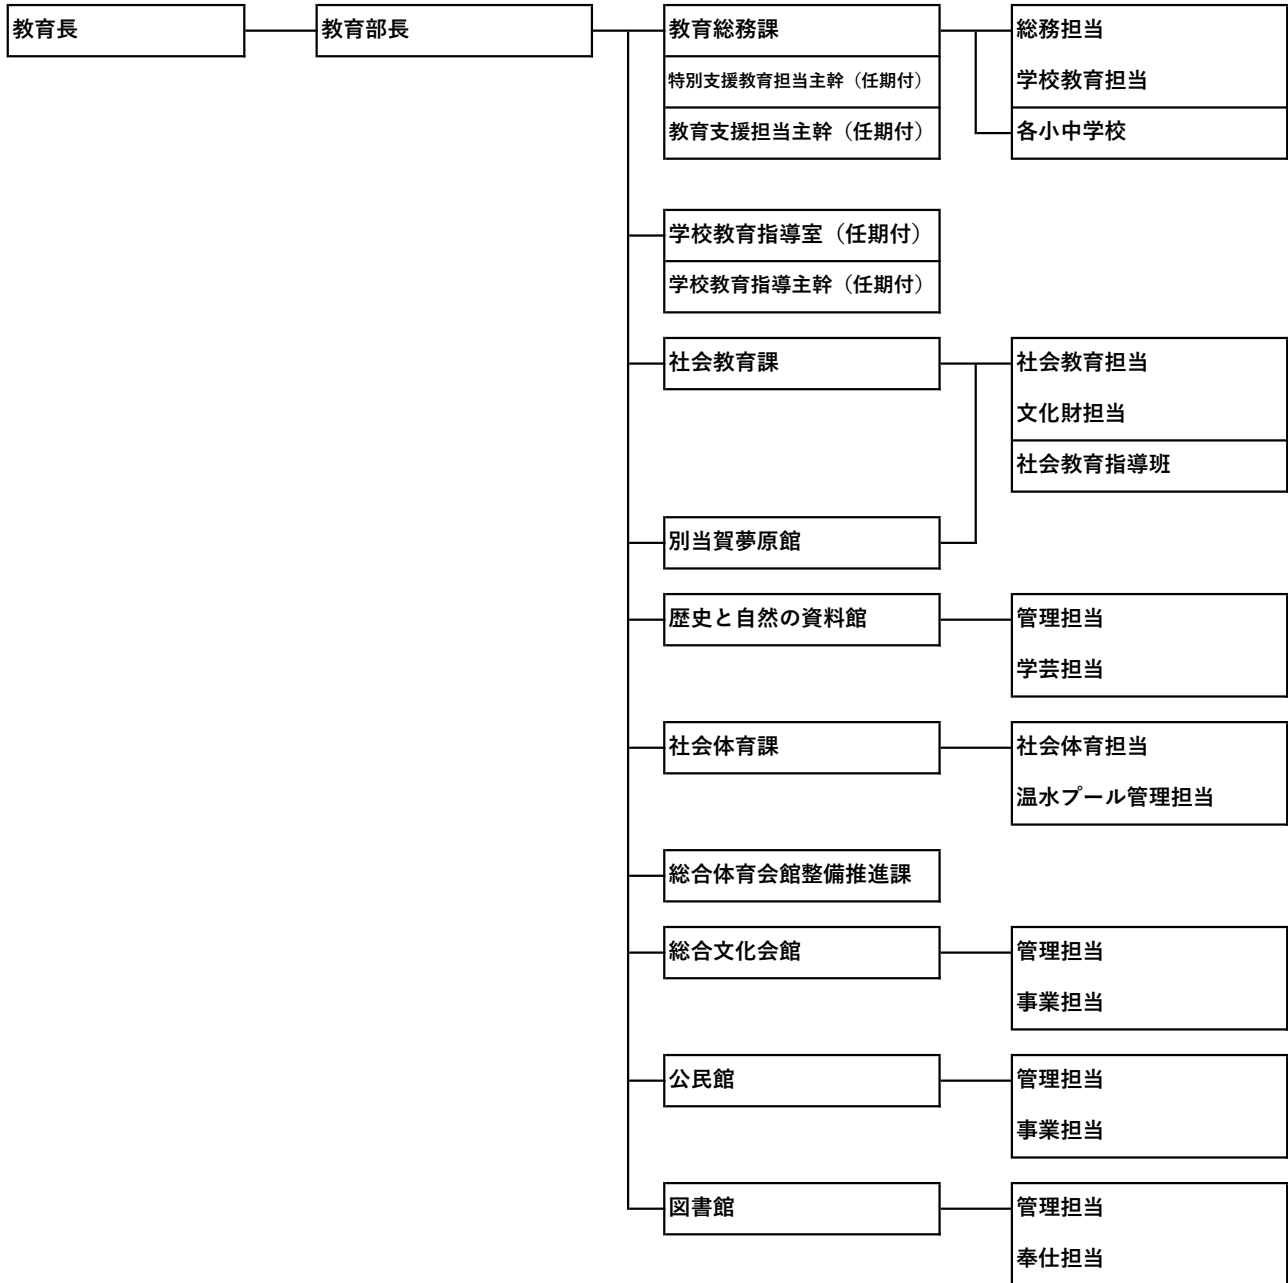 教育長
教育部長
教育総務課
特別支援教育担当主幹（任期付）
教育支援担当主幹（任期付）
総務担当
学校教育担当
各小中学校
学校教育指導室（任期付）
学校教育指導主幹（任期付）
社会教育課
社会教育担当
文化財担当
社会教育指導班
別当賀夢原館
歴史と自然の資料館
管理担当
学芸担当
社会体育課
社会体育担当
温水プール管理担当
総合体育会館整備推進課
総合文化会館
管理担当
事業担当
公民館
管理担当
事業担当
図書館
管理担当
奉仕担当